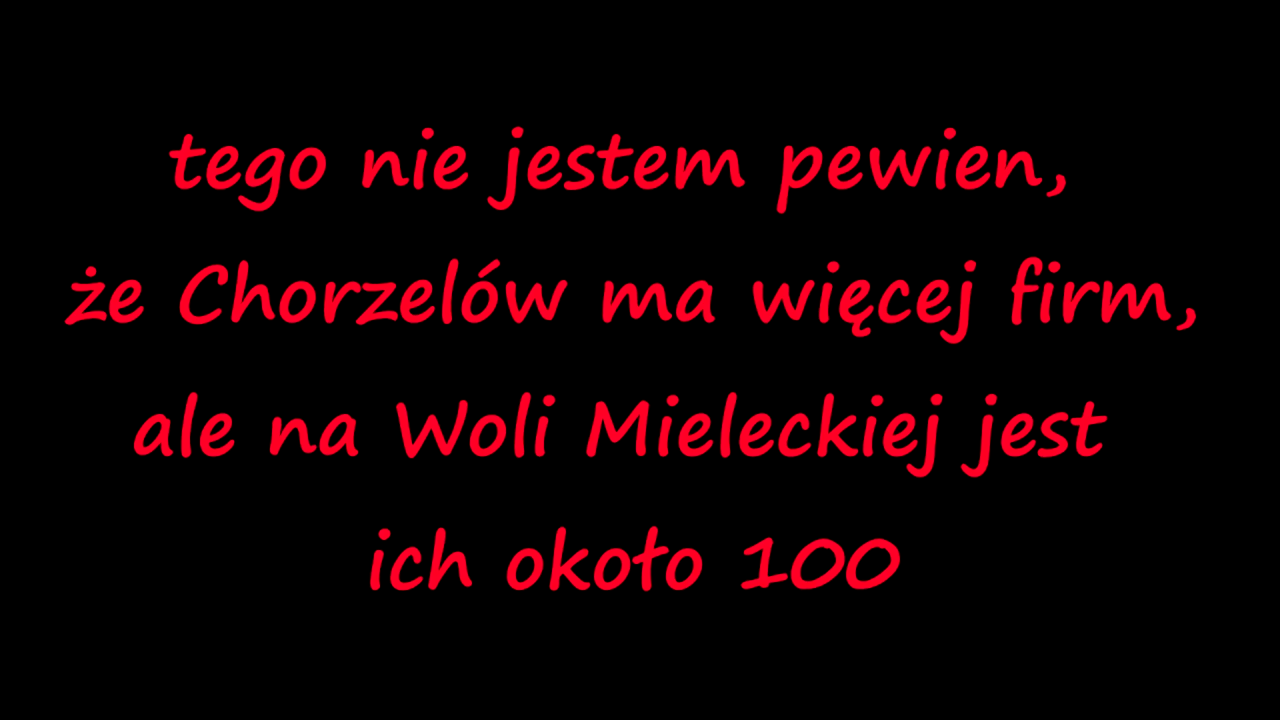 tego nie jestem pewien,
że Chorzelów ma więcej firm,
ale na Woli Mieleckiej jest
ich około 100